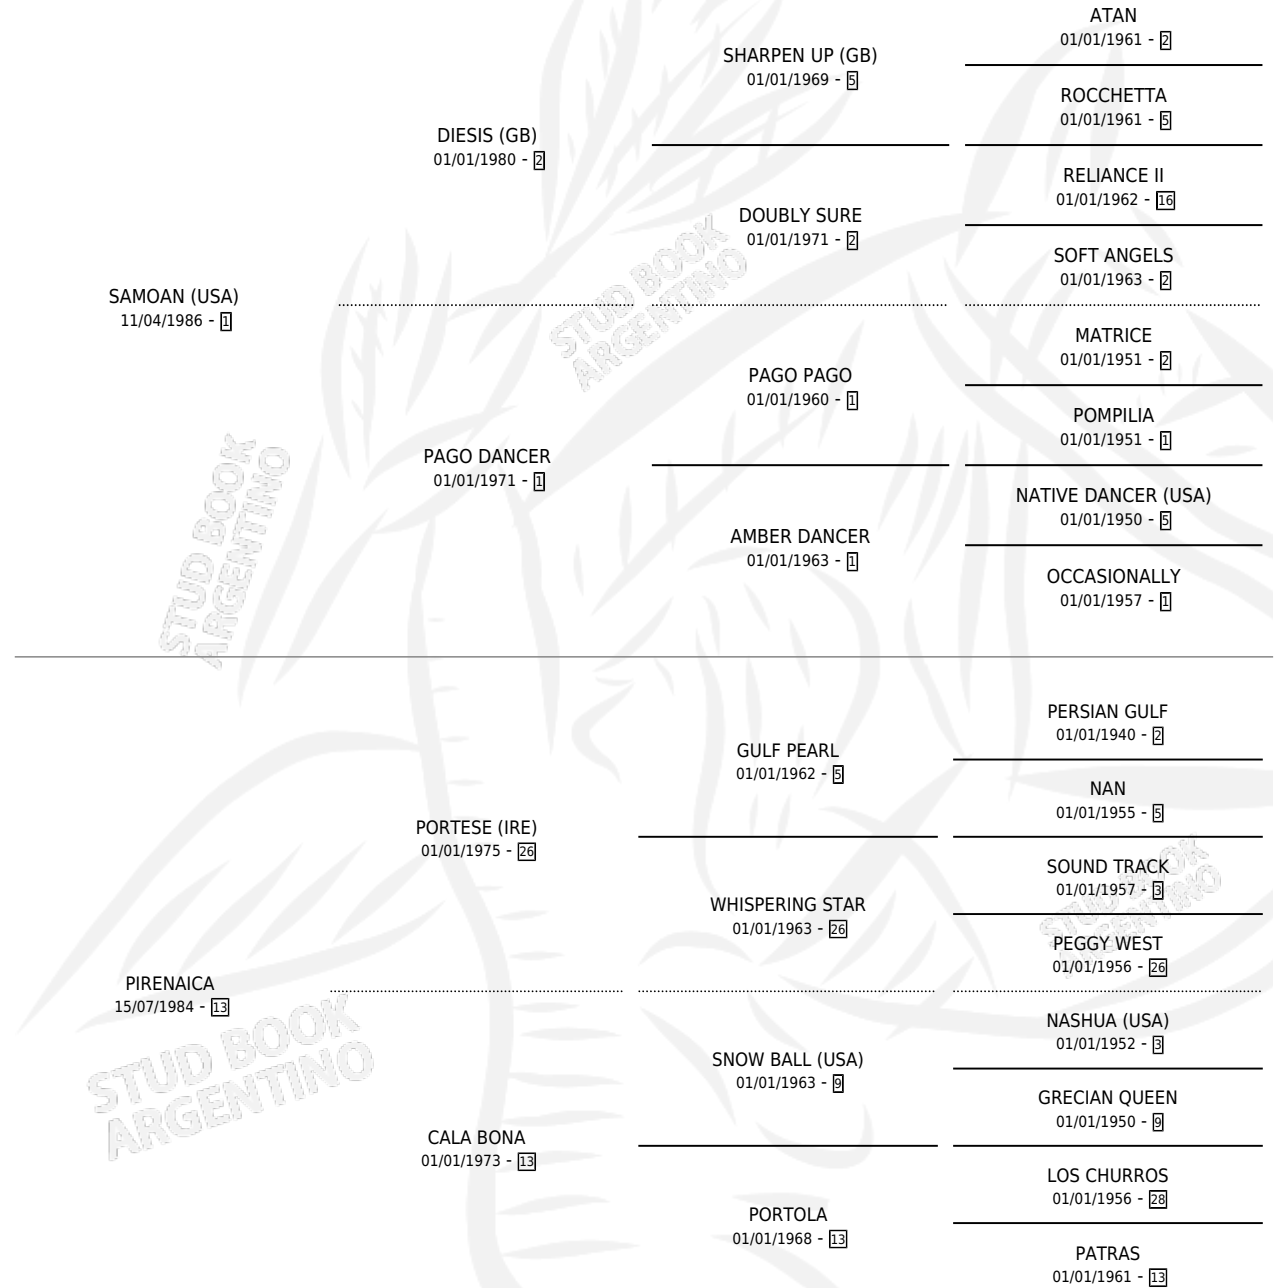 ATAN
01/01/1961 - 2
SHARPEN UP (GB)
01/01/1969 - 5
ROCCHETTA
01/01/1961 - 5
DIESIS (GB)
01/01/1980 - 2
RELIANCE II
01/01/1962 - 16
DOUBLY SURE
01/01/1971 - 2
SOFT ANGELS
01/01/1963 - 2
SAMOAN (USA)
11/04/1986 - 1
MATRICE
01/01/1951 - 2
PAGO PAGO
01/01/1960 - 1
POMPILIA
01/01/1951 - 1
PAGO DANCER
01/01/1971 - 1
NATIVE DANCER (USA)
01/01/1950 - 5
AMBER DANCER
01/01/1963 - 1
OCCASIONALLY
01/01/1957 - 1
PERSIAN GULF
01/01/1940 - 2
GULF PEARL
01/01/1962 - 5
NAN
01/01/1955 - 5
PORTESE (IRE)
01/01/1975 - 26
SOUND TRACK
01/01/1957 - 3
WHISPERING STAR
01/01/1963 - 26
PEGGY WEST
01/01/1956 - 26
PIRENAICA
15/07/1984 - 13
NASHUA (USA)
01/01/1952 - 3
SNOW BALL (USA)
01/01/1963 - 9
GRECIAN QUEEN
01/01/1950 - 9
CALA BONA
01/01/1973 - 13
LOS CHURROS
01/01/1956 - 28
PORTOLA
01/01/1968 - 13
PATRAS
01/01/1961 - 13
STUD BOOK
ARGENTINO
STUD BOOK
ARGENTINO
STUD BOOK
ARGENTINO
STUD BOOK
ARGENTINO